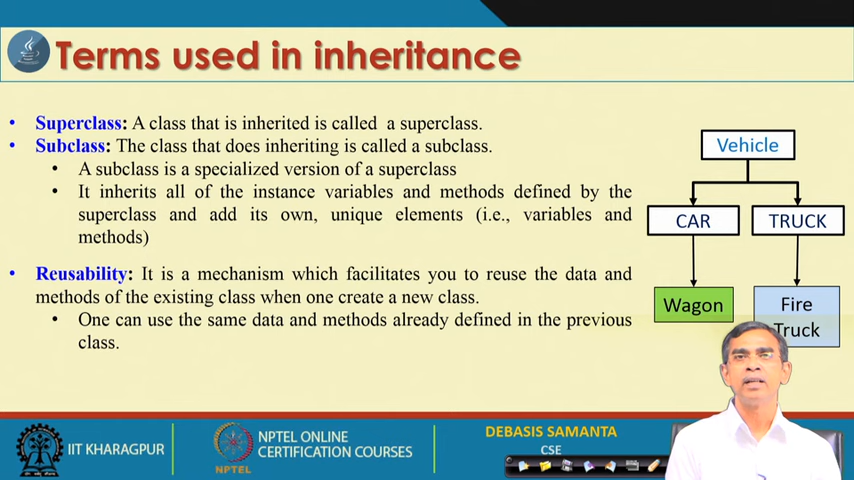 Terms used in inheritance
• Superclass: A class that is inherited is called a superclass.
• Subclass: The class that does inheriting is called a subclass.
• A subclass is a specialized version of a superclass
• It inherits all of the instance variables and methods defined by the
superclass and add its own, unique elements (i.e., variables and
methods)
• Reusability: It is a mechanism which facilitates you to reuse the data and
methods of the existing class when one create a new class.
• One can use the same data and methods already defined in the previous
class.
Vehicle
CAR
TRUCK
Wagon
Fire
Truck
IIT KHARAGPUR
NPTEL
NPTEL ONLINE
CERTIFICATION COURSES
DEBASIS SAMANTA
CSE